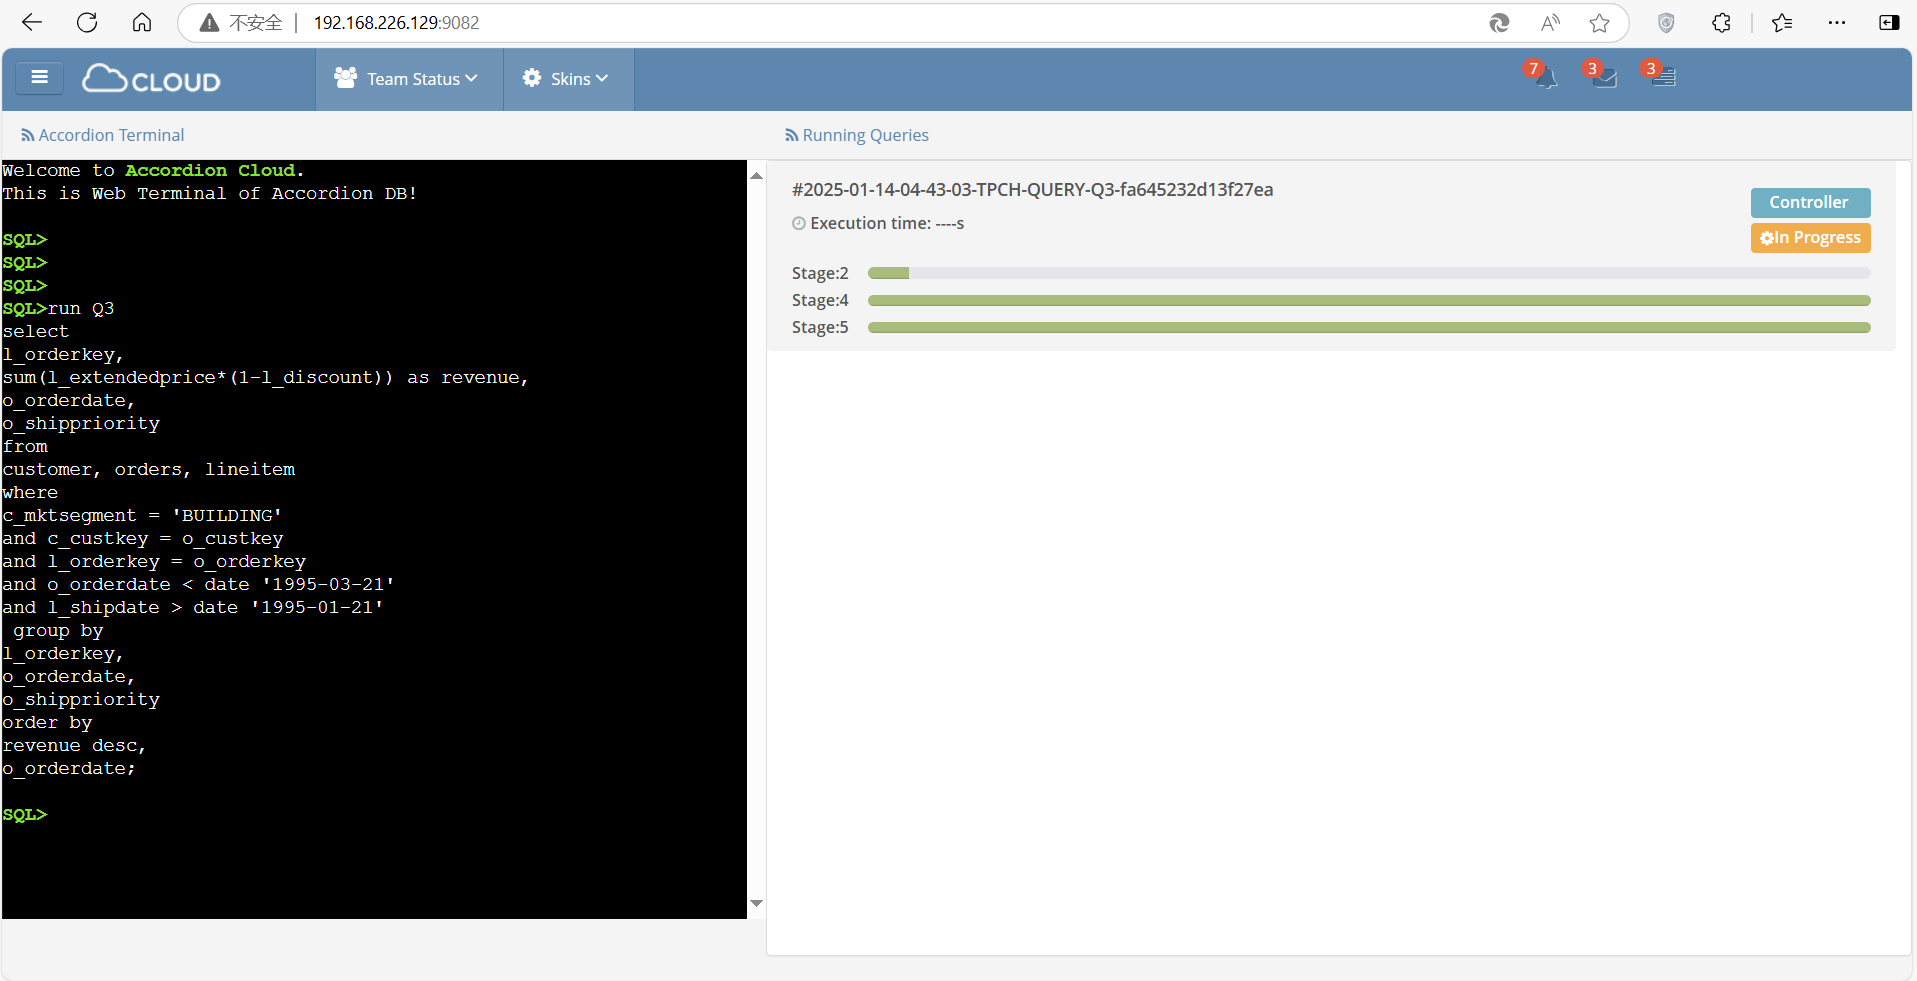 不安全 192.168.226.129:9082
CLOUD
Team Status
Skins
7
3
3
Accordion Terminal
Welcome to Accordion Cloud.
This is Web Terminal of Accordion DB!
SQL>
SQL>
SQL>
SQL>run Q3
select
l_orderkey,
sum(l_extendedprice*(1-l_discount)) as revenue,
o_orderdate,
o_shippriority
from
customer, orders, lineitem
where
c_mktsegment = 'BUILDING'
and c_custkey = o_custkey
and l_orderkey = o_orderkey
and o_orderdate < date '1995-03-21'
and l_shipdate > date '1995-01-21'
group by
l_orderkey,
o_orderdate,
o_shippriority
order by
revenue desc,
o_orderdate;
SQL>
Running Queries
#2025-01-14-04-43-03-TPCH-QUERY-Q3-fa645232d13f27ea
Execution time: ----s
Controller
In Progress
Stage:2
Stage:4
Stage:5